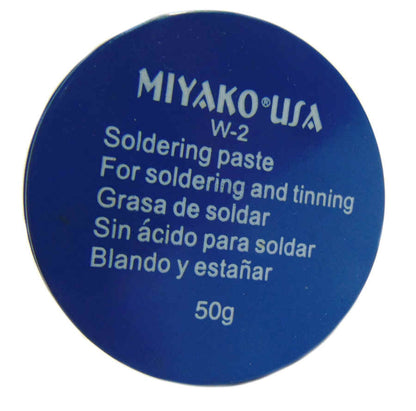 MIYAKO® USA
W-2
Soldering paste
For soldering and tinning
Grasa de soldar
Sin ácido para soldar
Blando y estañar
50g